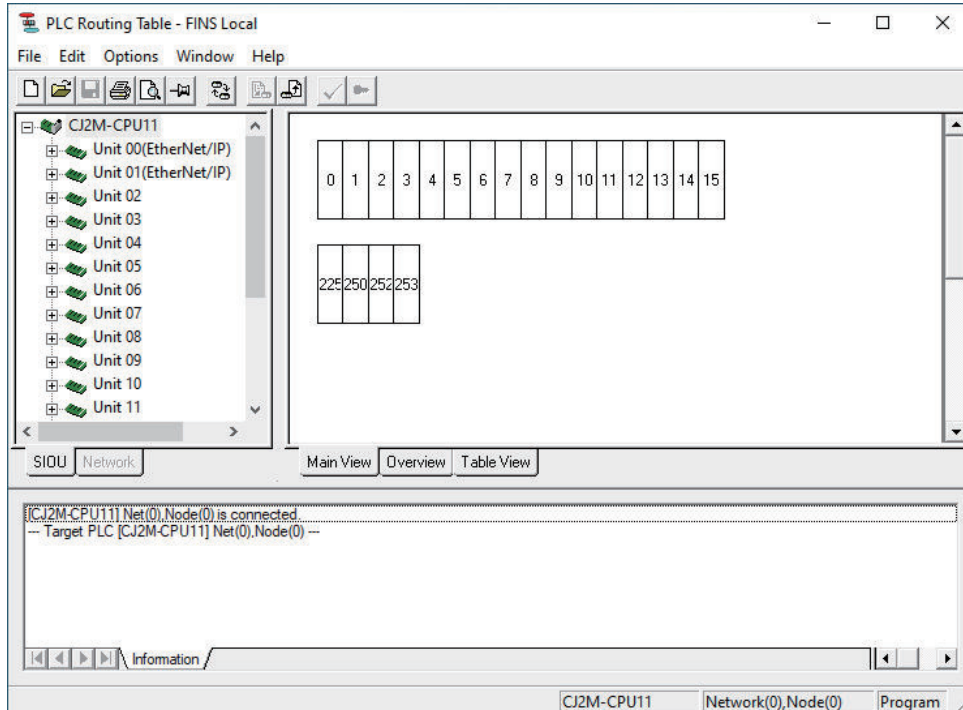 PLC Routing Table - FINS Local
File Edit Options Window Help
CJ2M-CPU11
Unit 00(EtherNet/IP)
Unit 01(EtherNet/IP)
Unit 02
Unit 03
Unit 04
Unit 05
Unit 06
Unit 07
Unit 08
Unit 09
Unit 10
Unit 11
0 1 2 3 4 5 6 7 8 9 10 11 12 13 14 15
225 250 252 253
SIOU Network
Main View Overview Table View
[CJ2M-CPU11] Net(0),Node(0) is connected.
--- Target PLC [CJ2M-CPU11] Net(0),Node(0) ---
Information
CJ2M-CPU11 Network(0),Node(0) Program